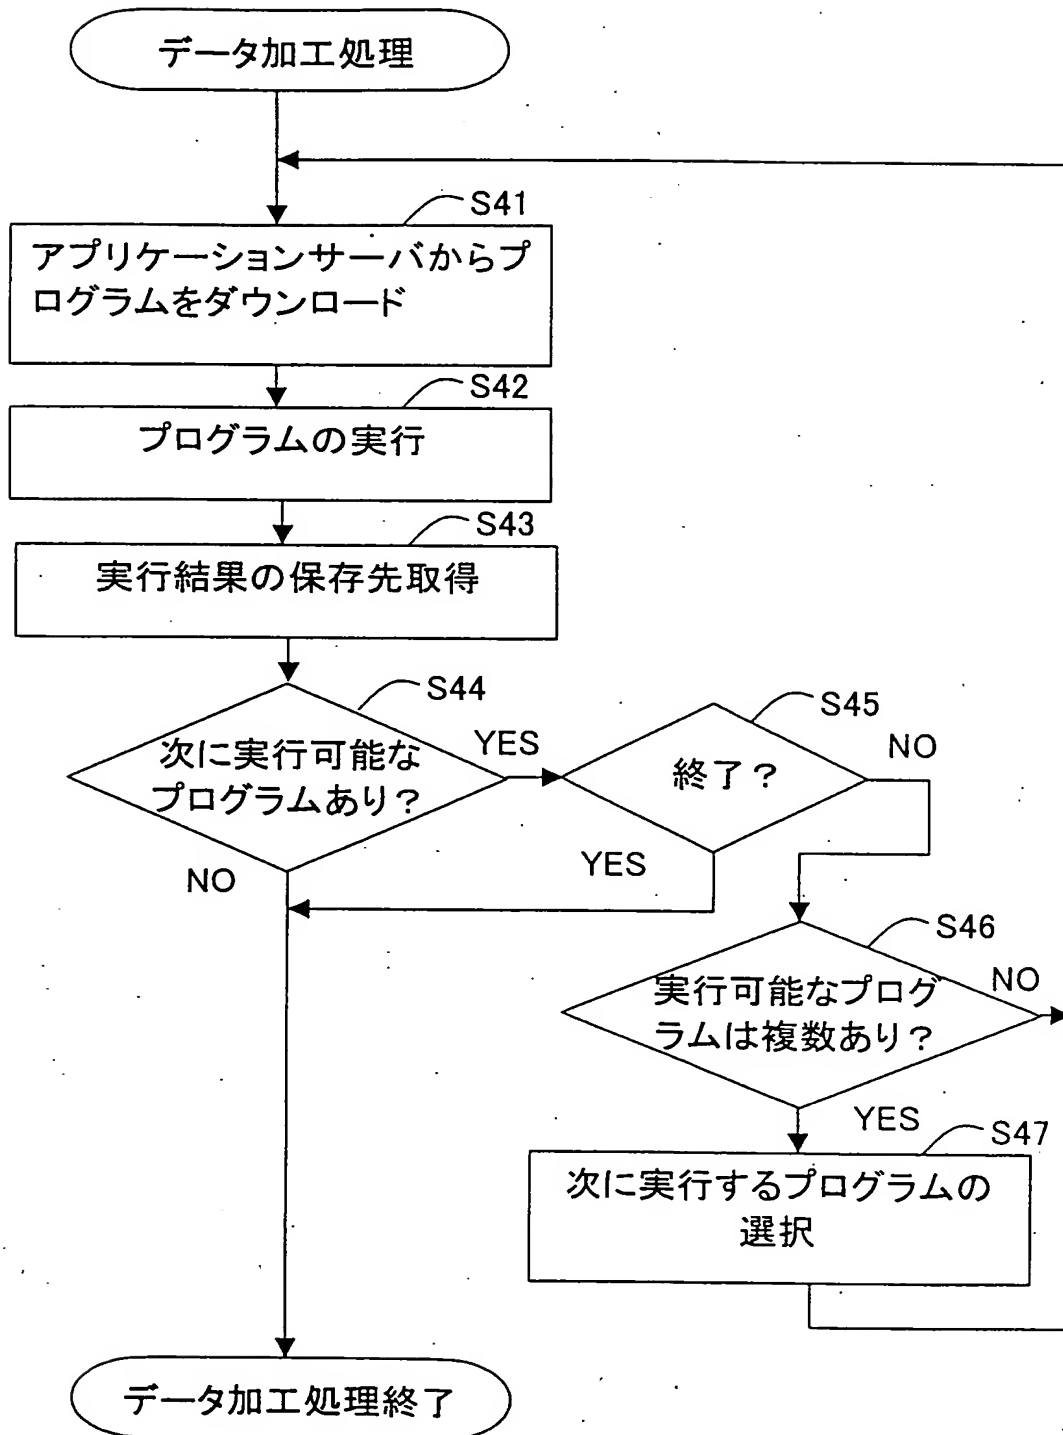 データ加工処理
S41
アプリケーションサーバからプ
ログラムをダウンロード
S42
プログラムの実行
S43
実行結果の保存先取得
S44
次に実行可能な
プログラムあり?
YES
NO
S45
終了?
NO
YES
S46
実行可能なプログ
ラムは複数あり?
NO
YES
S47
次に実行するプログラムの
選択
データ加工処理終了